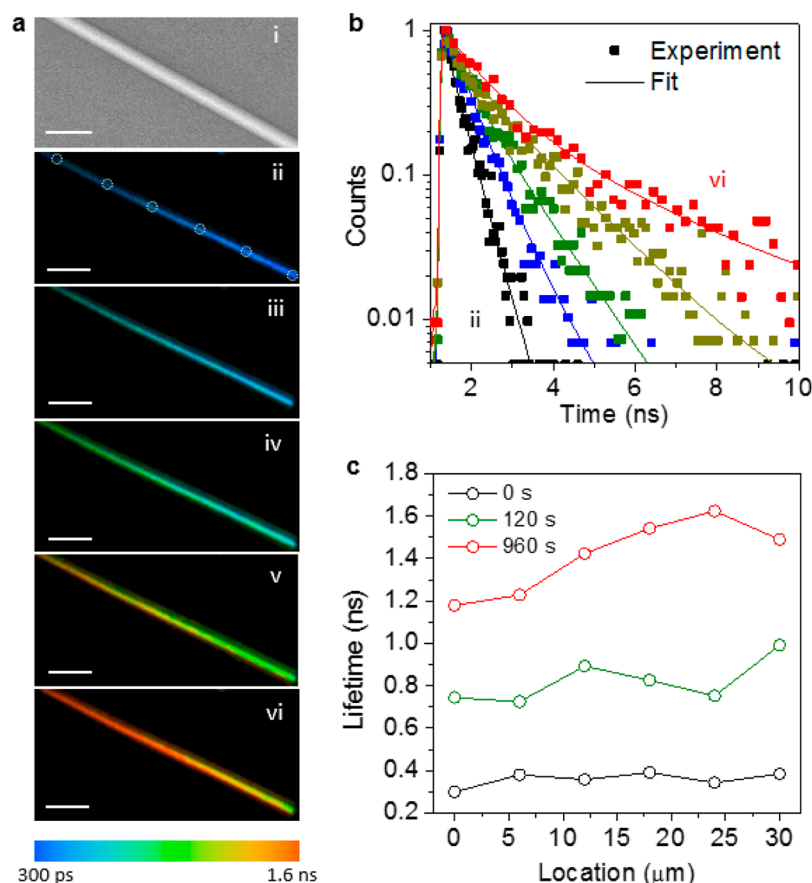 a
i
ii
iii
iv
v
vi
300 ps 1.6 ns
b
1
0.1
0.01
Counts
Experiment
Fit
vi
ii
2 4 6 8 10
Time (ns)
c
1.8
1.6
1.4
1.2
1.0
0.8
0.6
0.4
0.2
Lifetime (ns)
0 s
120 s
960 s
0 5 10 15 20 25 30
Location (μm)